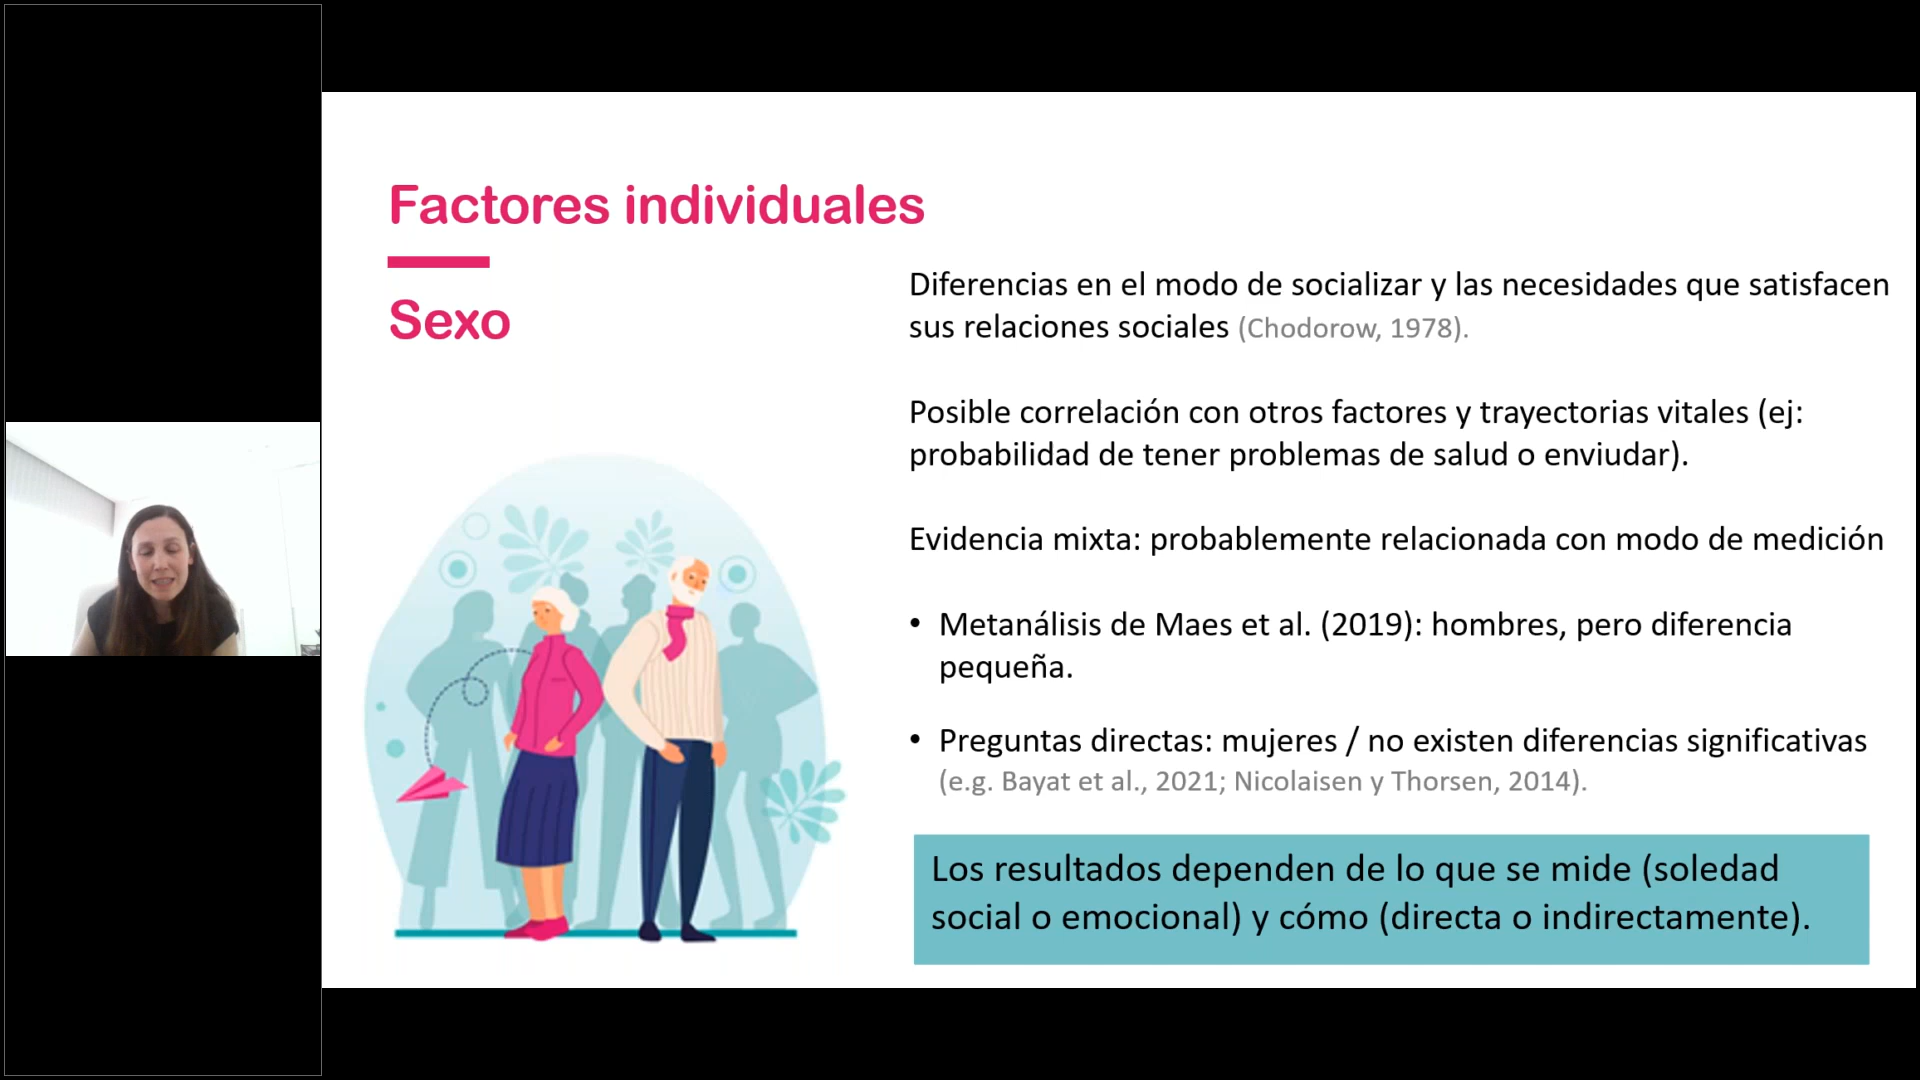 Factores individuales
Sexo
Diferencias en el modo de socializar y las necesidades que satisfacen
sus relaciones sociales (Chodorow, 1978).
Posible correlación con otros factores y trayectorias vitales (ej:
probabilidad de tener problemas de salud o enviudar).
Evidencia mixta: probablemente relacionada con modo de medición
• Metanálisis de Maes et al. (2019): hombres, pero diferencia
pequeña.
• Preguntas directas: mujeres / no existen diferencias significativas
(e.g. Bayat et al., 2021; Nicolaisen y Thorsen, 2014).
Los resultados dependen de lo que se mide (soledad
social o emocional) y cómo (directa o indirectamente).